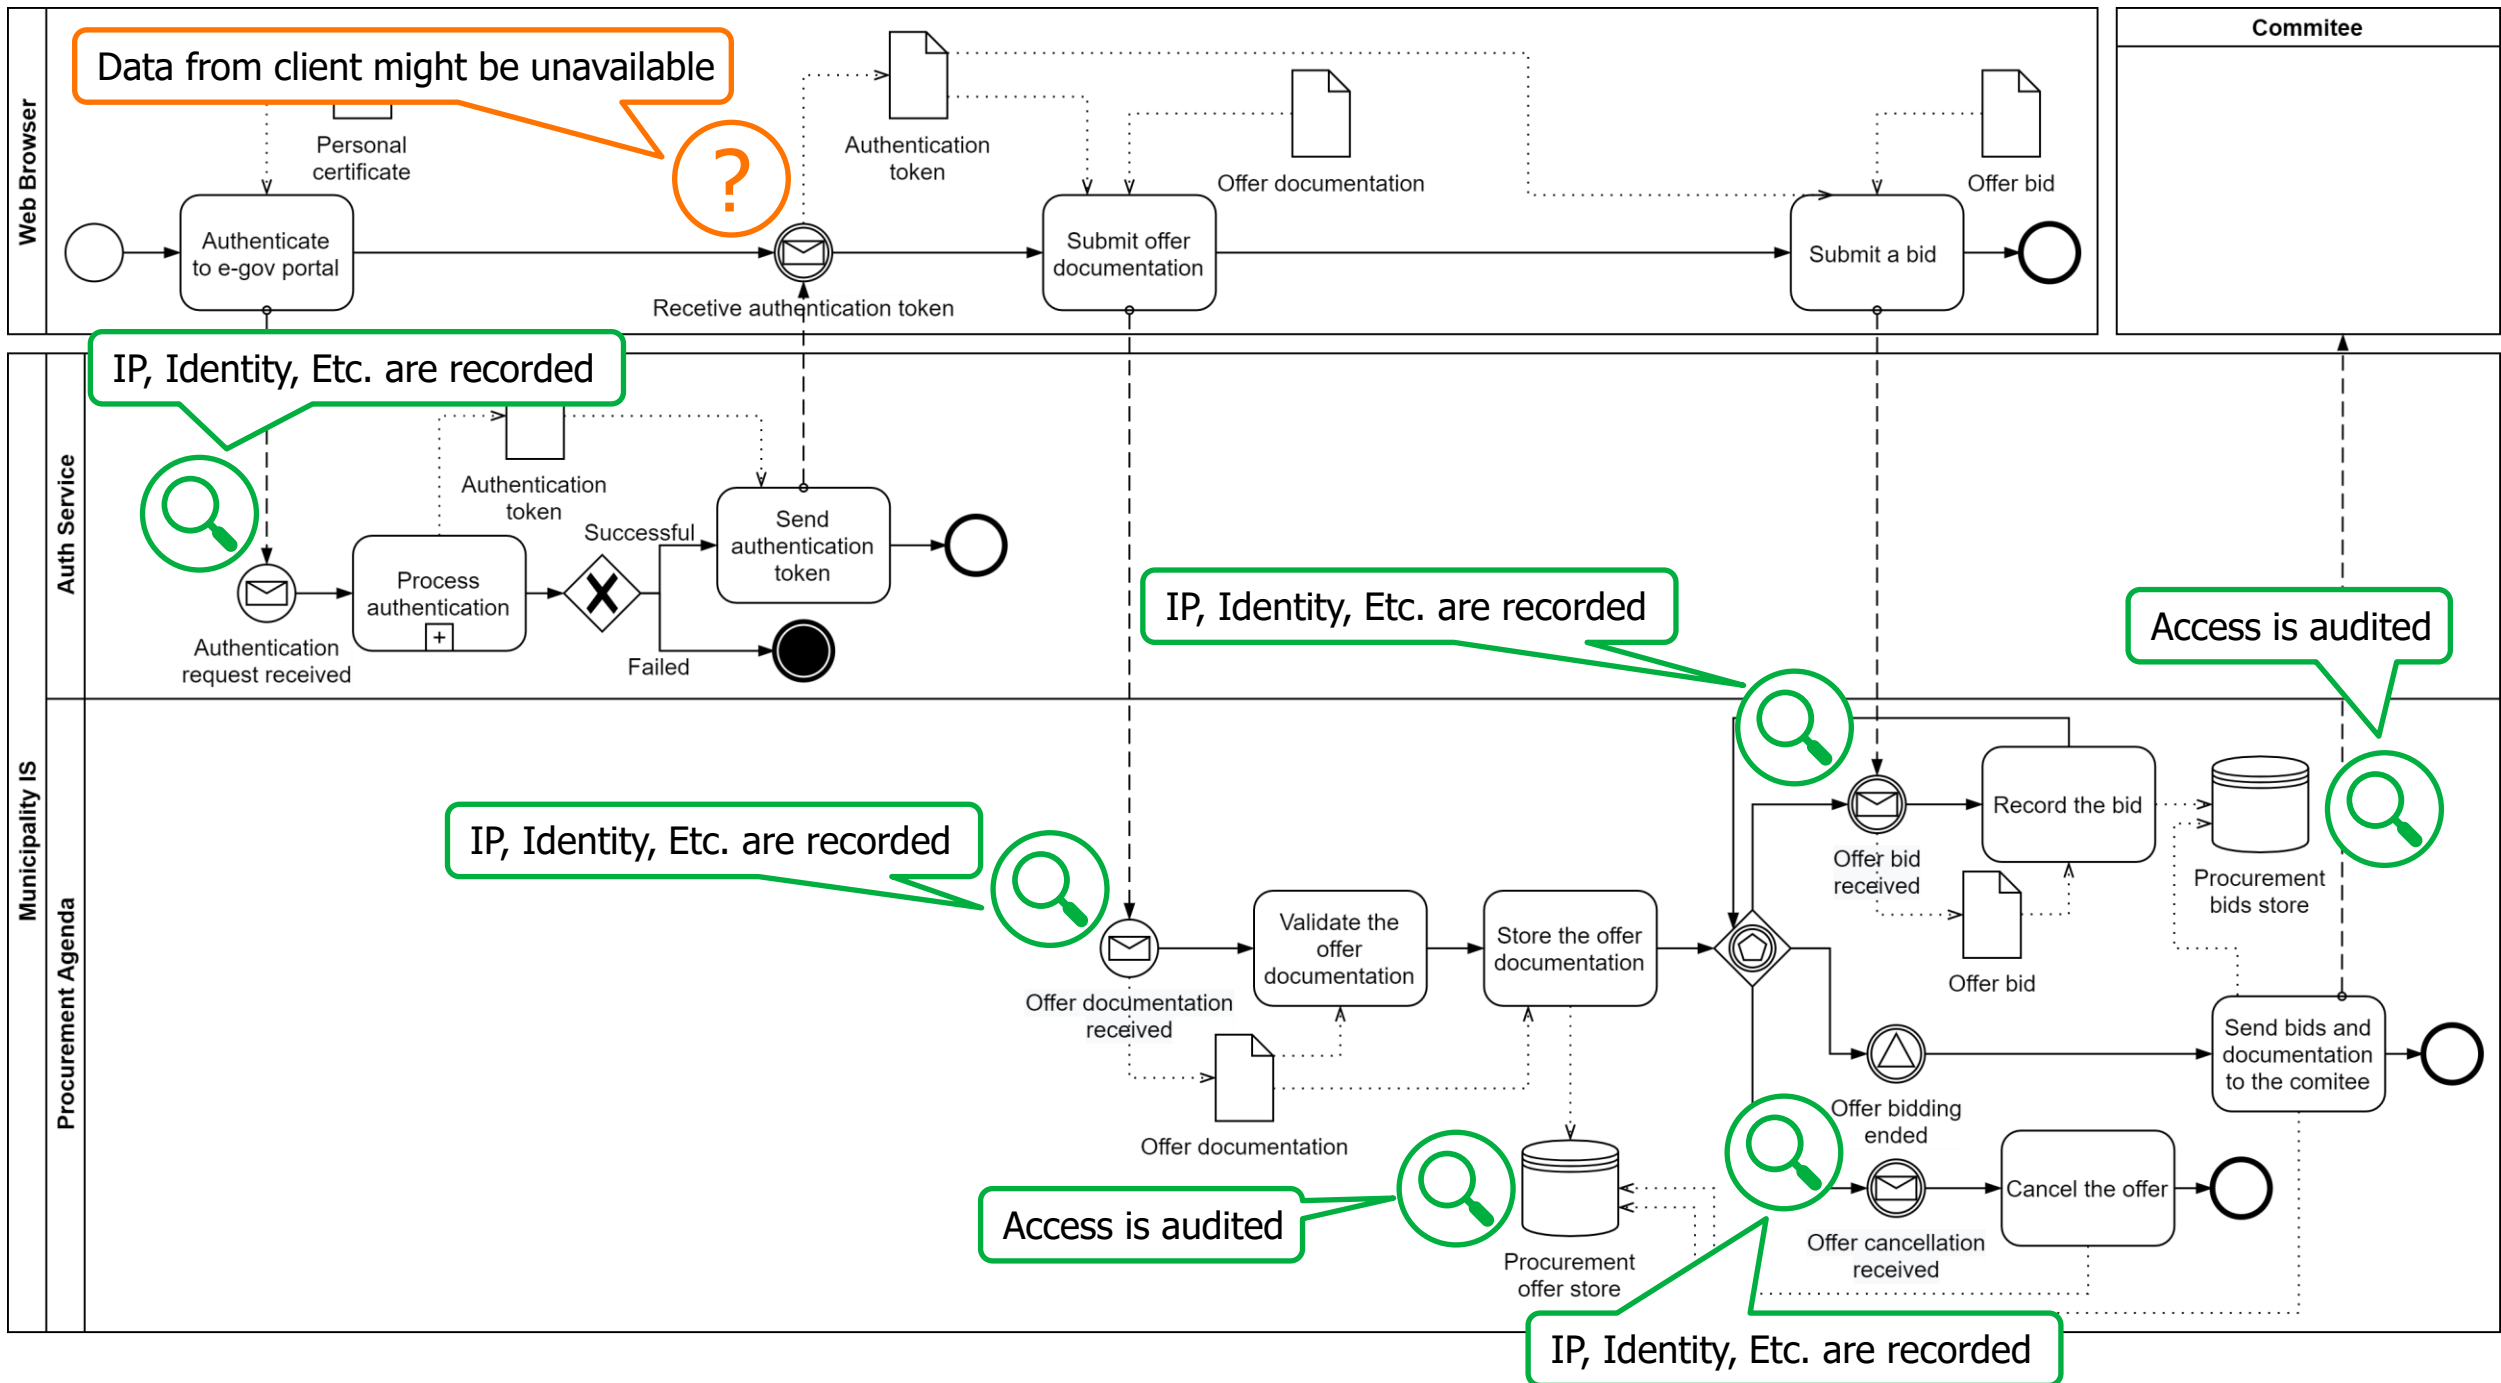 Commitee
Data from client might be unavailable
Web Browser
Personal
certificate
Authentication
token
Offer documentation
Offer bid
Authenticate
to e-gov portal
?
Recetive authentication token
Submit offer
documentation
Submit a bid
IP, Identity, Etc. are recorded
Municipality IS
Auth Service
Authentication
token
Authentication
request received
Process
authentication
+
Successful
Failed
Send
authentication
token
IP, Identity, Etc. are recorded
Access is audited
Procurement Agenda
IP, Identity, Etc. are recorded
Offer documentation
received
Validate the
offer
documentation
Store the offer
documentation
Offer documentation
Offer bid
received
Record the bid
Procurement
bids store
Offer bid
Send bids and
documentation
to the comitee
Offer bidding
ended
Access is audited
Procurement
offer store
Cancel the offer
Offer cancellation
received
IP, Identity, Etc. are recorded